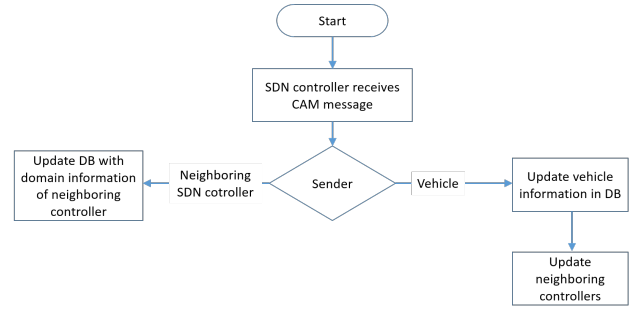 Start
SDN controller receives
CAM message
Sender
Neighboring
SDN cotroller
Update DB with
domain information
of neighboring
controller
Vehicle
Update vehicle
information in DB
Update
neighboring
controllers